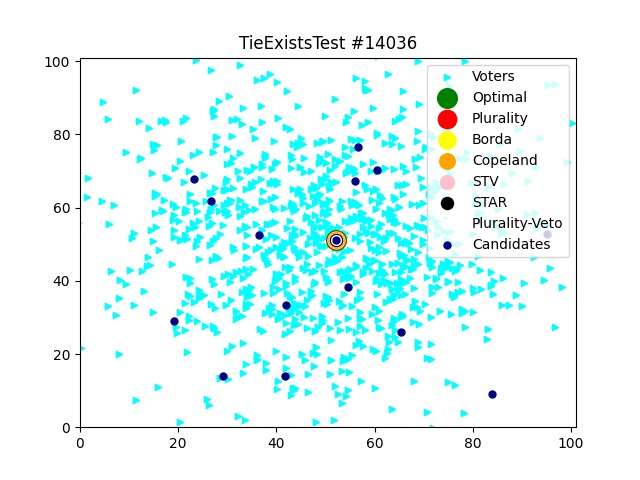 TieExistsTest #14036
Voters
Optimal
Plurality
Borda
Copeland
STV
STAR
Plurality-Veto
Candidates
100
80
60
40
20
0
0 20 40 60 80 100